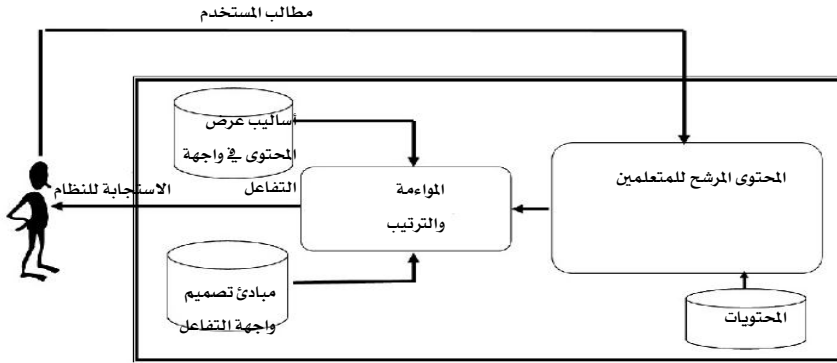 مطالب المستخدم
أساليب عرض
المحتوى في واجهة
التفاعل
المواءمة
والترتيب
المحتوى المرشح للمتعلمين
الاستجابة للنظام
مبادئ تصميم
واجهة التفاعل
المحتويات